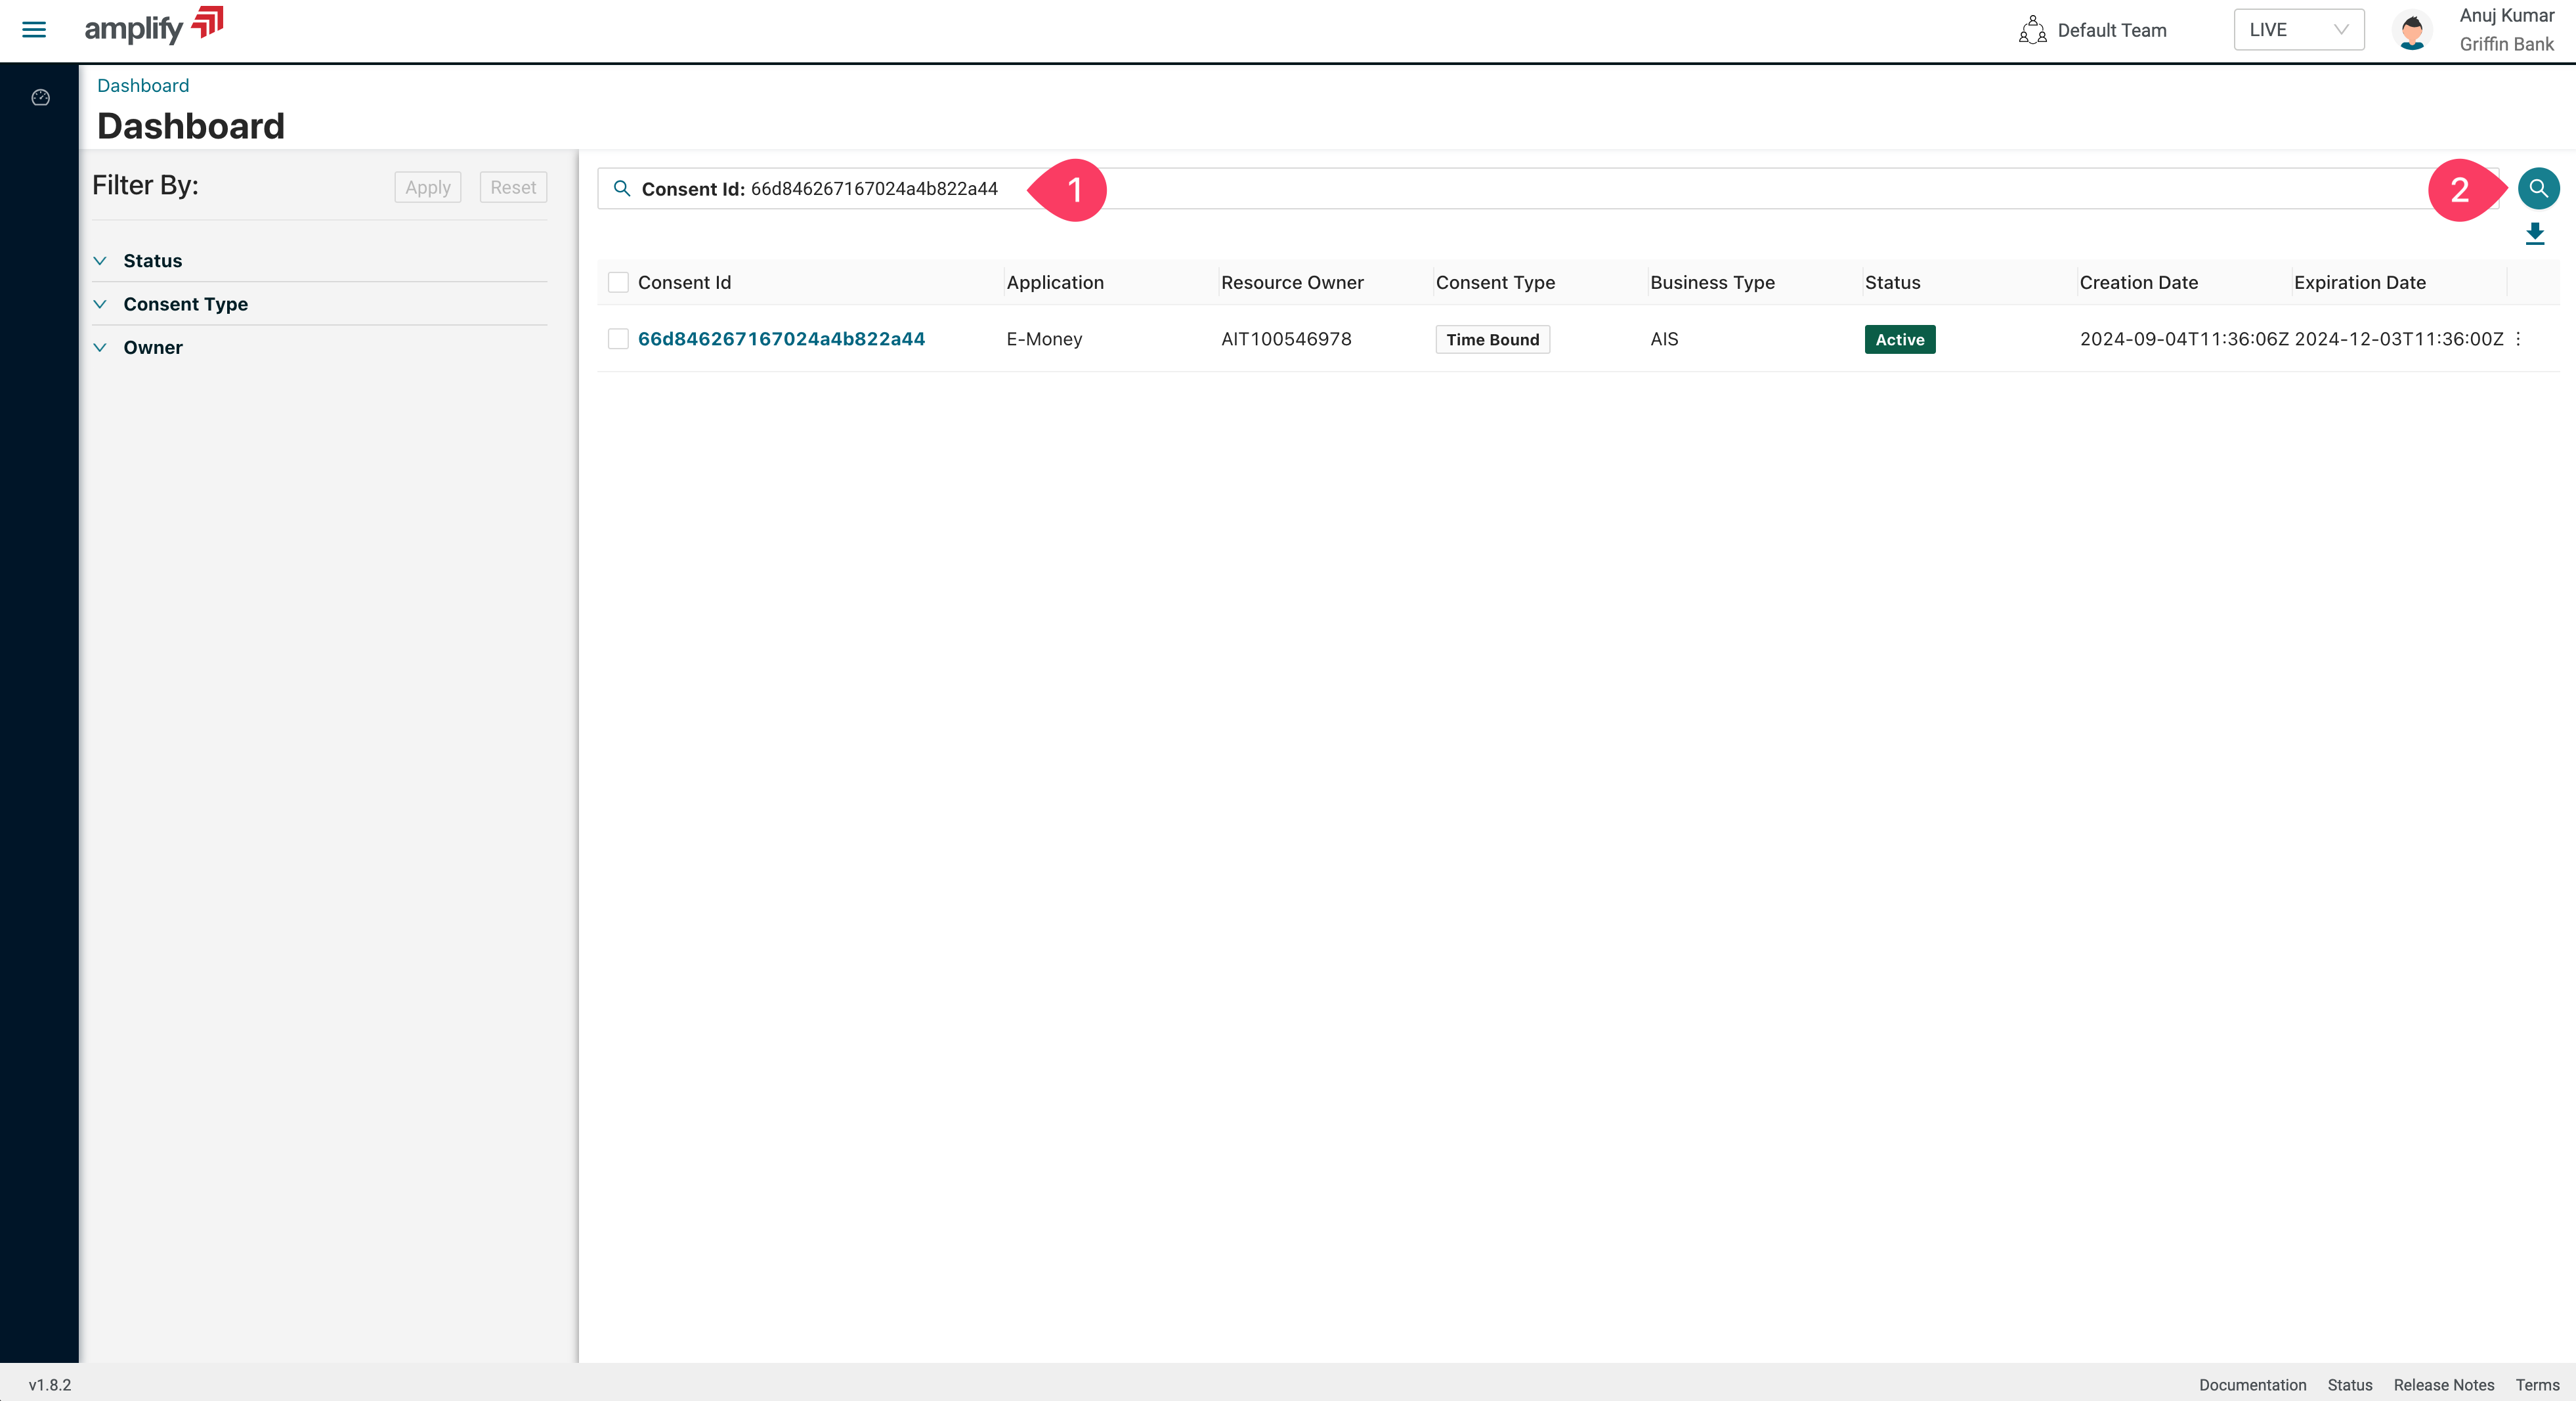 amplify
Default Team
LIVE
Anuj Kumar
Griffin Bank
Dashboard
Dashboard
Filter By:
Apply
Reset
Status
Consent Type
Owner
Consent Id: 66d846267167024a4b822a44
1
2
Consent Id Application Resource Owner Consent Type Business Type Status Creation Date Expiration Date
66d846267167024a4b822a44 E-Money AIT100546978 Time Bound AIS Active 2024-09-04T11:36:06Z 2024-12-03T11:36:00Z
v1.8.2
Documentation Status Release Notes Terms